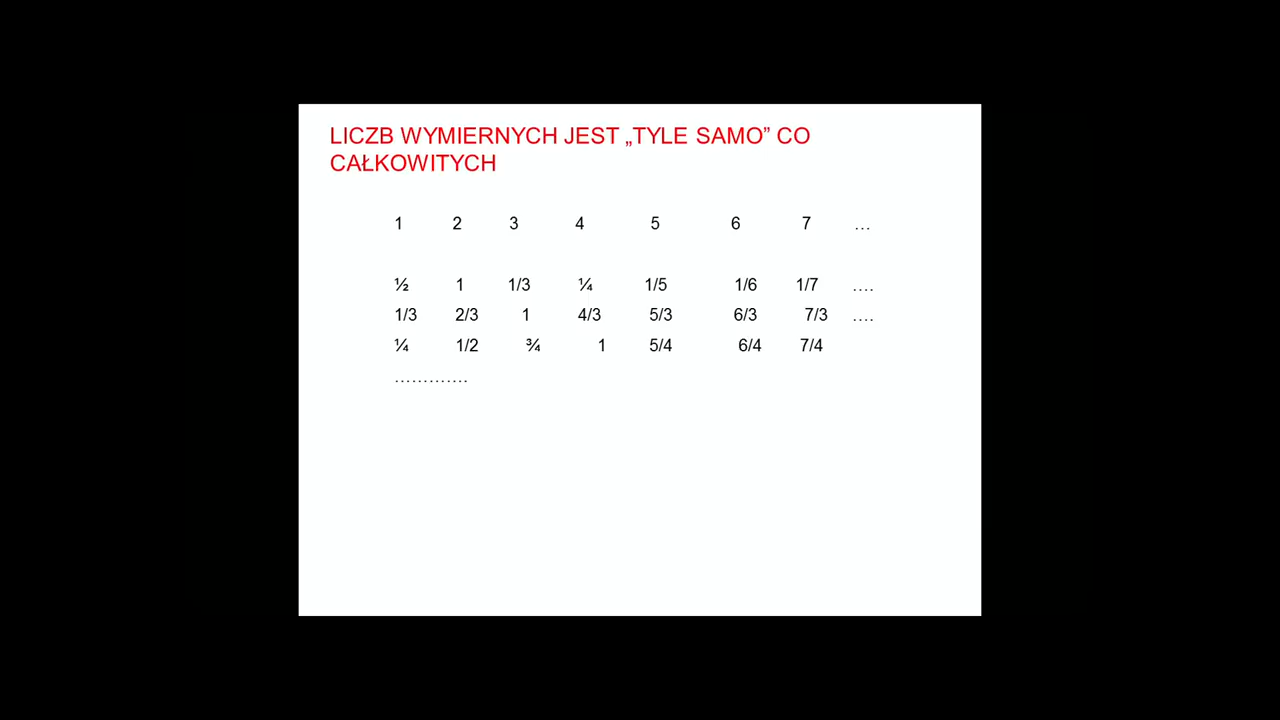 LICZB WYMIERNYCH JEST „TYLE SAMO” CO
CAŁKOWITYCH
1 2 3 4 5 6 7 …
½ 1 1/3 ¼ 1/5 1/6 1/7 ….
1/3 2/3 1 4/3 5/3 6/3 7/3 ….
¼ 1/2 ¾ 1 5/4 6/4 7/4
………….